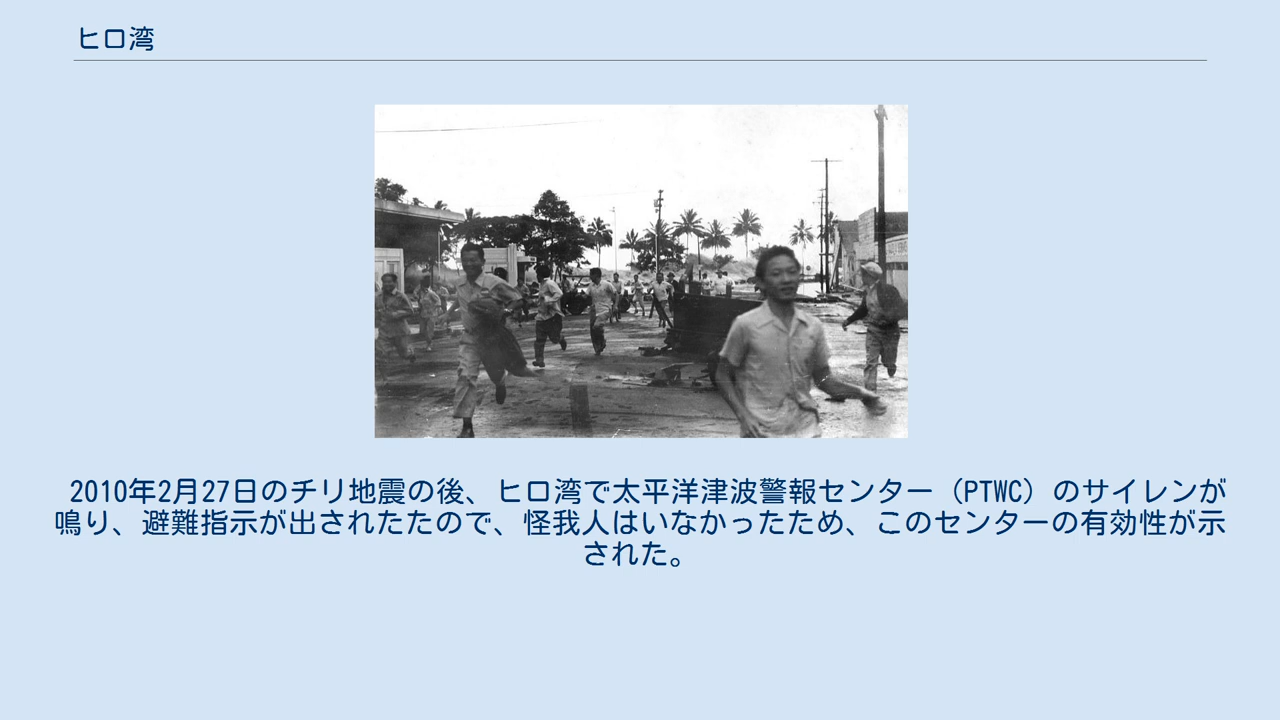 ヒロ湾
2010年2月27日のチリ地震の後、ヒロ湾で太平洋津波警報センター（PTWC）のサイレンが
鳴り、避難指示が出されたたので、怪我人はいなかったため、このセンターの有効性が示
された。